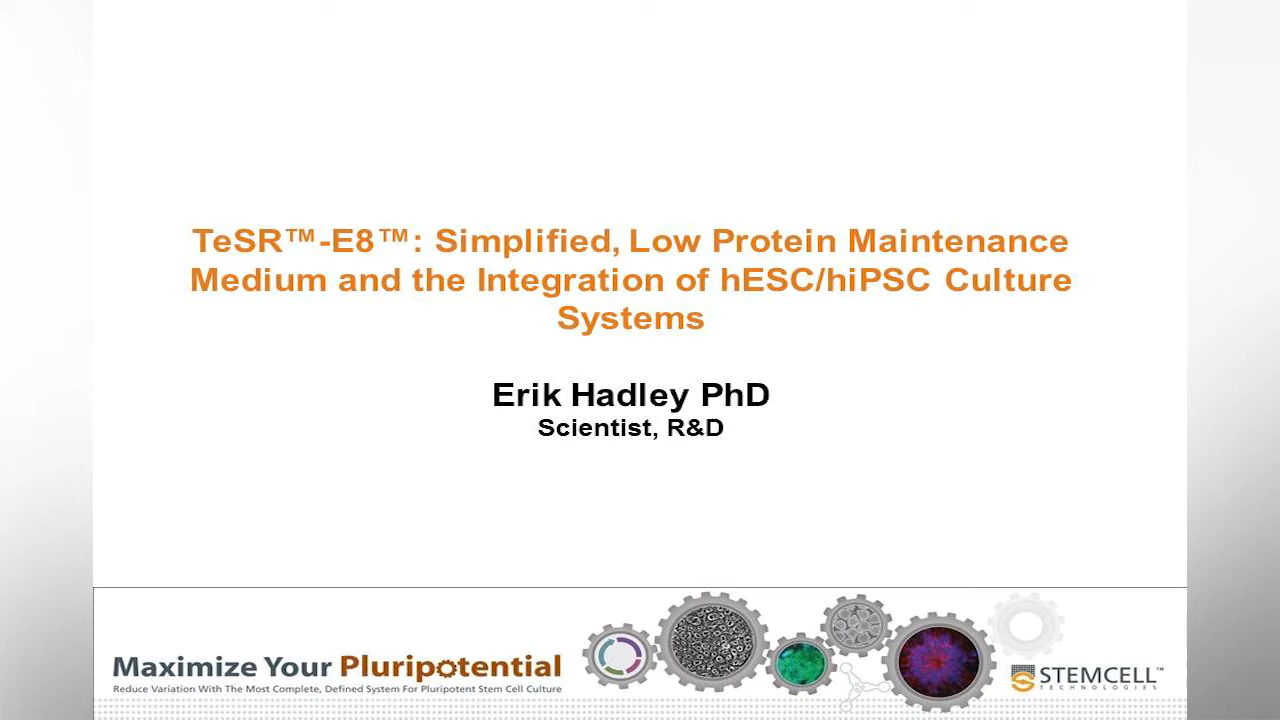 TeSR™-E8™: Simplified, Low Protein Maintenance
Medium and the Integration of hESC/hiPSC Culture
Systems
Erik Hadley PhD
Scientist, R&D
Maximize Your Pluripotential
Reduce Variation With The Most Complete, Defined System For Pluripotent Stem Cell Culture
STEMCELL™
TECHNOLOGIES